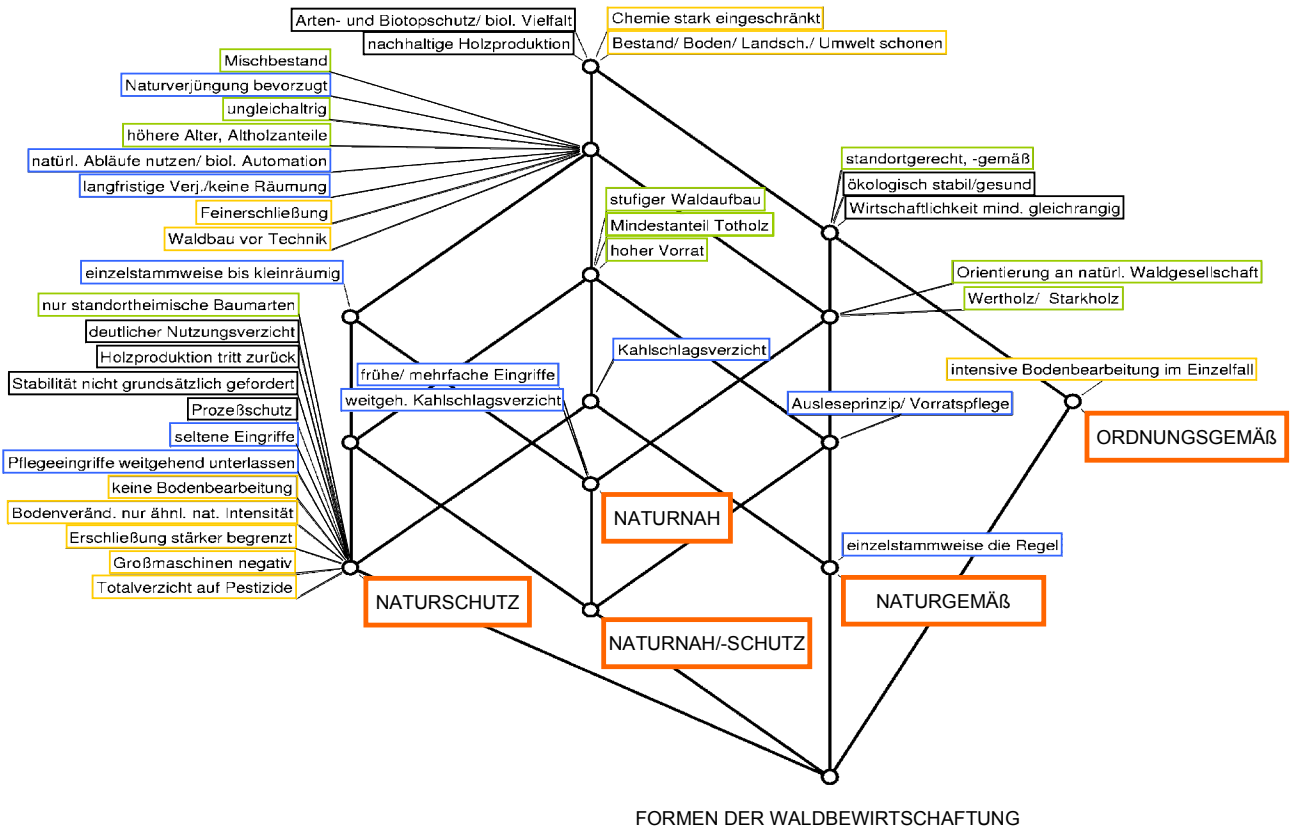 Arten- und Biotopschutz/ biol. Vielfalt
nachhaltige Holzproduktion
Chemie stark eingeschränkt
Bestand/ Boden/ Landsch./ Umwelt schonen
Mischbestand
Naturverjüngung bevorzugt
ungleichaltrig
höhere Alter, Altholzanteile
natürl. Abläufe nutzen/ biol. Automation
langfristige Verj./keine Räumung
Feinerschließung
Waldbau vor Technik
standortgerecht, -gemäß
ökologisch stabil/gesund
Wirtschaftlichkeit mind. gleichrangig
stufiger Waldaufbau
Mindestanteil Totholz
hoher Vorrat
einzelstammweise bis kleinräumig
Orientierung an natürl. Waldgesellschaft
Wertholz/ Starkholz
nur standortheimische Baumarten
deutlicher Nutzungsverzicht
Holzproduktion tritt zurück
Stabilität nicht grundsätzlich gefordert
Prozeßschutz
seltene Eingriffe
Pflegeeingriffe weitgehend unterlassen
keine Bodenbearbeitung
Bodenveränd. nur ähnl. nat. Intensität
Erschließung stärker begrenzt
Großmaschinen negativ
Totalverzicht auf Pestizide
Kahlschlagsverzicht
frühe/ mehrfache Eingriffe
weitgeh. Kahlschlagsverzicht
intensive Bodenbearbeitung im Einzelfall
Ausleseprinzip/ Vorratspflege
ORDNUNGSGEMÄß
NATURNAH
einzelstammweise die Regel
NATURSCHUTZ
NATURGEMÄß
NATURNAH/-SCHUTZ
FORMEN DER WALDBEWIRTSCHAFTUNG